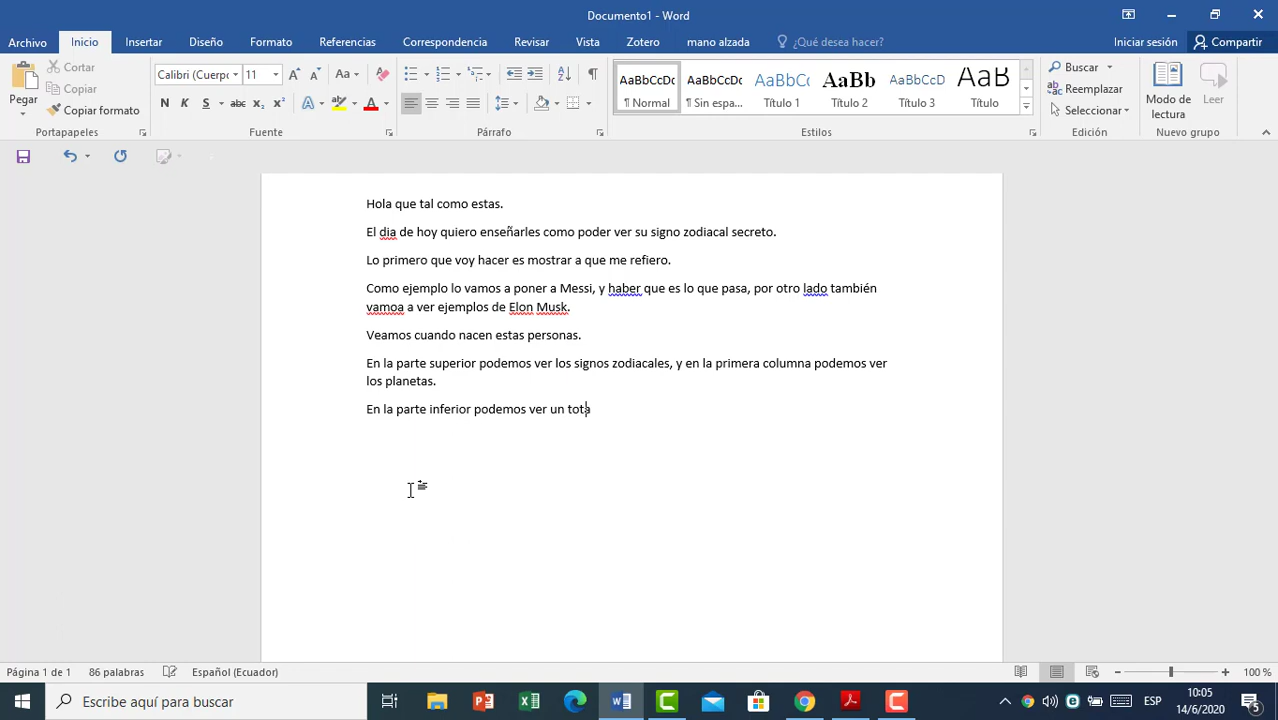 Documento1 - Word
Archivo Inicio Insertar Diseño Formato Referencias Correspondencia Revisar Vista Zotero mano alzada ¿Qué desea hacer? Iniciar sesión Compartir
Pegar
Cortar
Copiar
Copiar formato
Portapapeles
Calibri (Cuerpo 11
Aa
N K S abc x₂ x²
Fuente
Párrafo
AaBbCcDc AaBbCcDc AaBbCc AaBb AaBbCcD AaB
¶ Normal ¶ Sin espa... Título 1 Título 2 Título 3 Título
Estilos
Buscar
Reemplazar
Seleccionar
Edición
Modo de lectura
Leer
Nuevo grupo
Hola que tal como estas.
El dia de hoy quiero enseñarles como poder ver su signo zodiacal secreto.
Lo primero que voy hacer es mostrar a que me refiero.
Como ejemplo lo vamos a poner a Messi, y haber que es lo que pasa, por otro lado también
vamoa a ver ejemplos de Elon Musk.
Veamos cuando nacen estas personas.
En la parte superior podemos ver los signos zodiacales, y en la primera columna podemos ver
los planetas.
En la parte inferior podemos ver un tota
Página 1 de 1 86 palabras Español (Ecuador) 100 %
Escribe aquí para buscar
ESP
10:05
14/6/2020
5